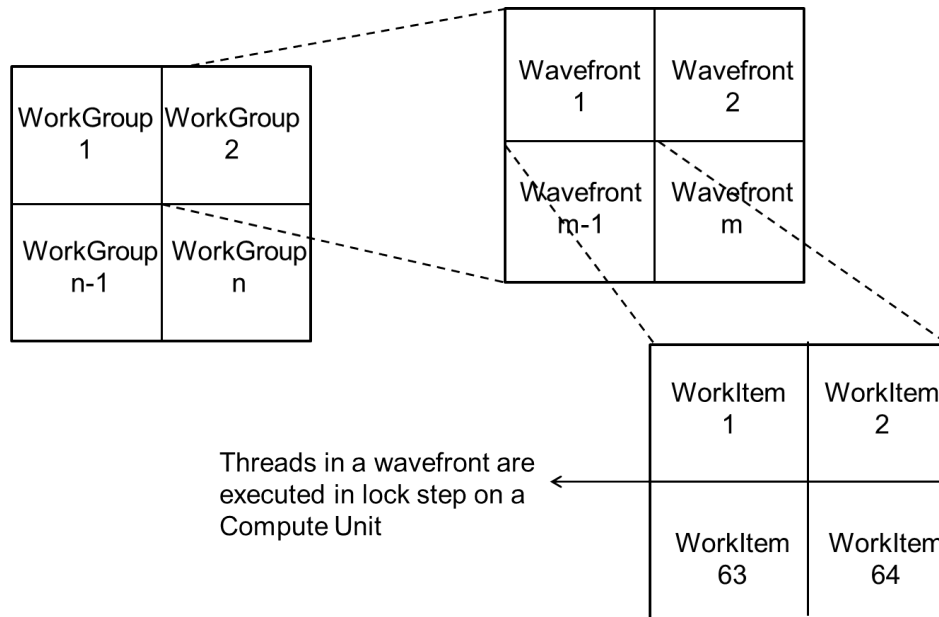 WorkGroup
1
WorkGroup
2
WorkGroup
n-1
WorkGroup
n
Wavefront
1
Wavefront
2
Wavefront
m-1
Wavefront
m
WorkItem
1
WorkItem
2
WorkItem
63
WorkItem
64
Threads in a wavefront are
executed in lock step on a
Compute Unit